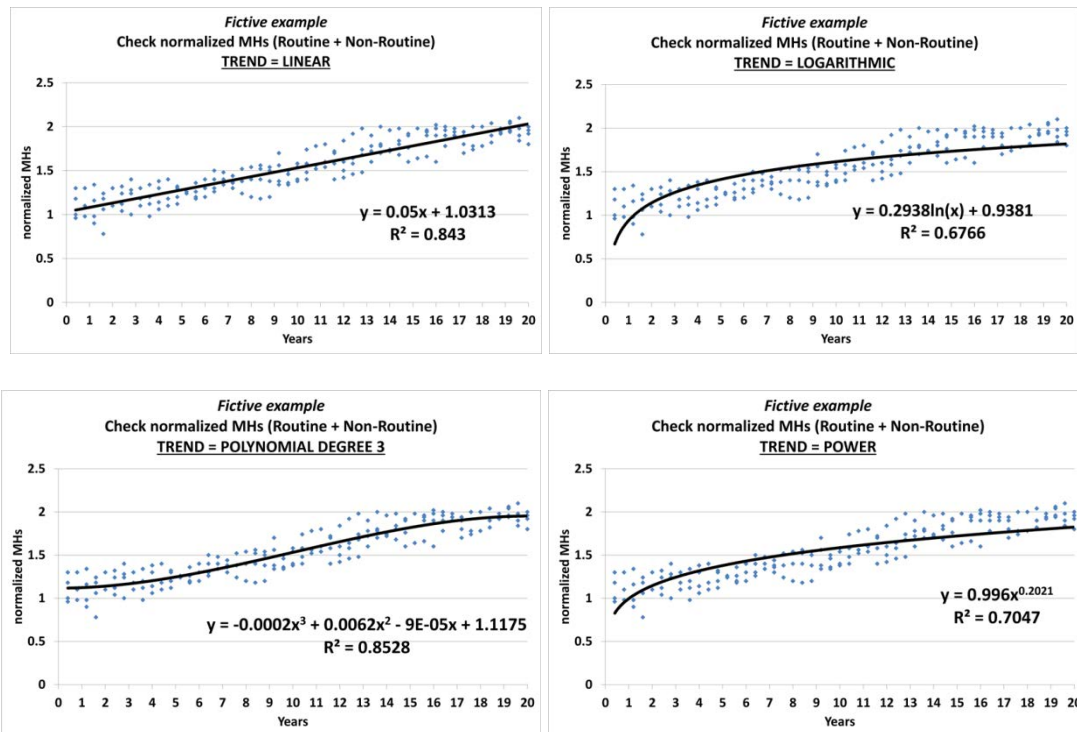 Fictive example
Check normalized MHs (Routine + Non-Routine)
TREND = LINEAR
2.5
2
1.5
1
0.5
0
normalized MHs
y = 0.05x + 1.0313
R² = 0.843
0 1 2 3 4 5 6 7 8 9 10 11 12 13 14 15 16 17 18 19 20
Years
Fictive example
Check normalized MHs (Routine + Non-Routine)
TREND = LOGARITHMIC
2.5
2
1.5
1
0.5
0
normalized MHs
y = 0.2938ln(x) + 0.9381
R² = 0.6766
0 1 2 3 4 5 6 7 8 9 10 11 12 13 14 15 16 17 18 19 20
Years
Fictive example
Check normalized MHs (Routine + Non-Routine)
TREND = POLYNOMIAL DEGREE 3
2.5
2
1.5
1
0.5
0
normalized MHs
y = -0.0002x³ + 0.0062x² - 9E-05x + 1.1175
R² = 0.8528
0 1 2 3 4 5 6 7 8 9 10 11 12 13 14 15 16 17 18 19 20
Years
Fictive example
Check normalized MHs (Routine + Non-Routine)
TREND = POWER
2.5
2
1.5
1
0.5
0
normalized MHs
y = 0.996x⁰·²⁰²¹
R² = 0.7047
0 1 2 3 4 5 6 7 8 9 10 11 12 13 14 15 16 17 18 19 20
Years